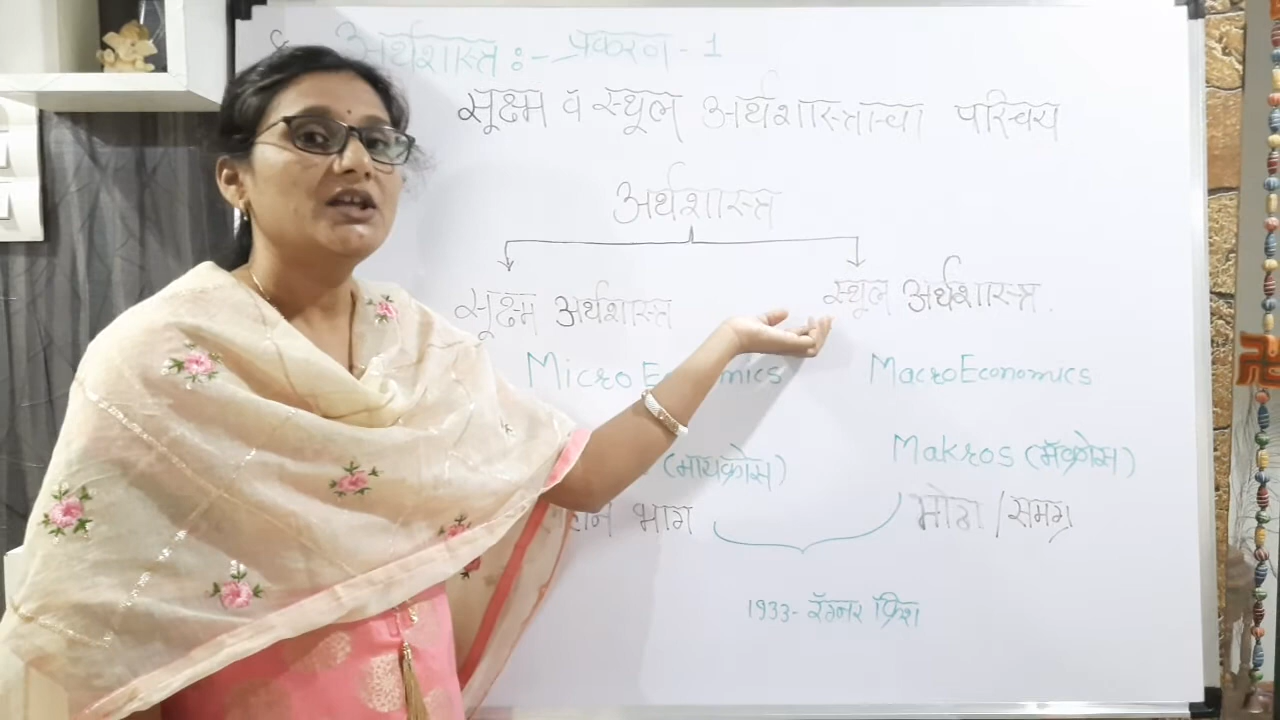 अर्थशास्त्र :- प्रकरण - 1
सूक्ष्म व स्थूल अर्थशास्त्राचा परिचय
अर्थशास्त्र
सूक्ष्म अर्थशास्त्र स्थूल अर्थशास्त्र.
Micro MacroEconomics
(मायक्रोस) Makros (मॅक्रोस)
भाग मोठा / समग्र
1933- रॅग्नर फ्रिश